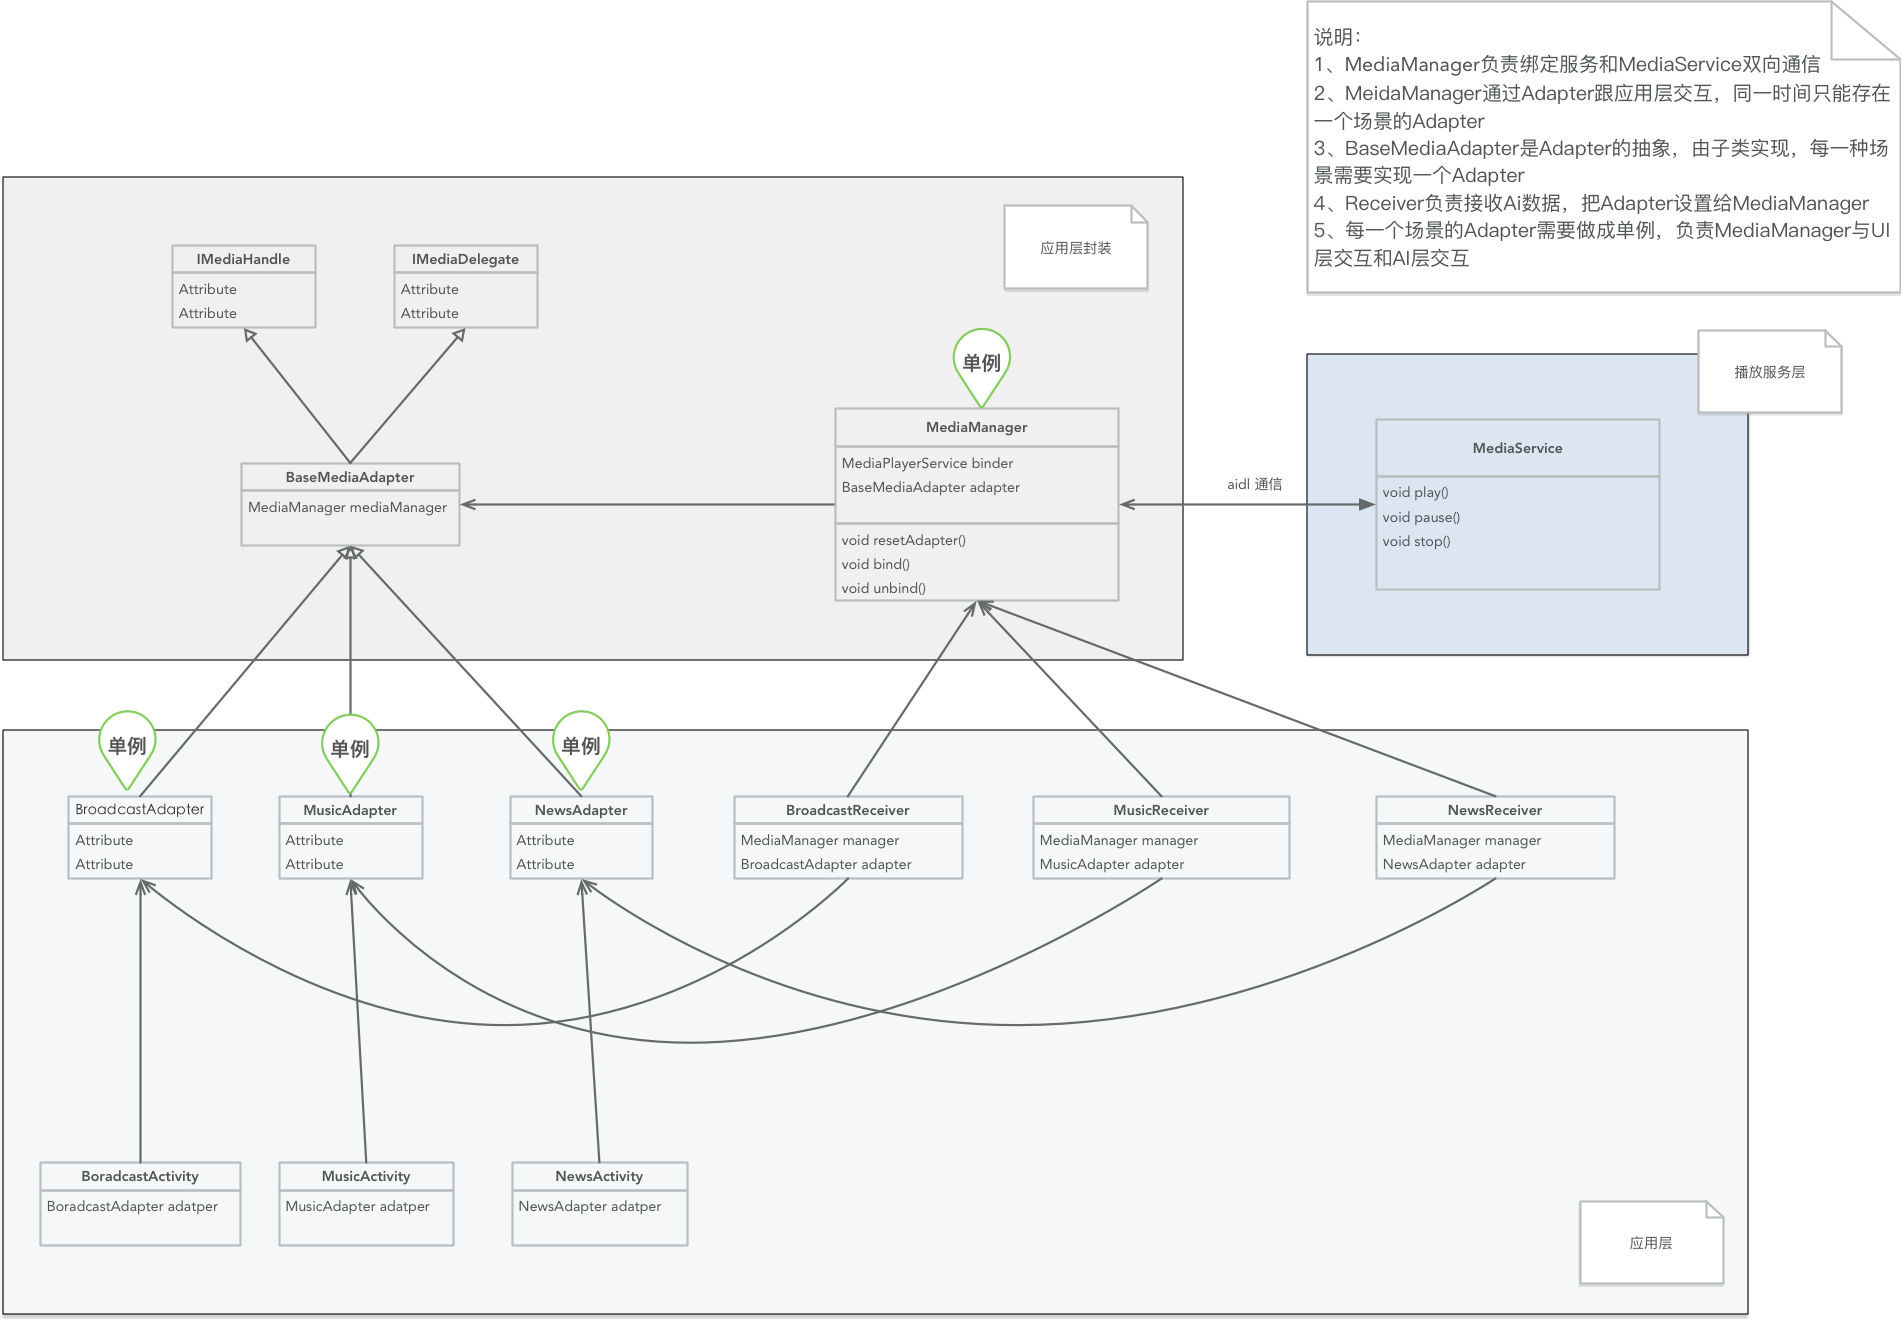 说明：
1、MediaManager负责绑定服务和MediaService双向通信
2、MeidaManager通过Adapter跟应用层交互，同一时间只能存在
一个场景的Adapter
3、BaseMediaAdapter是Adapter的抽象，由子类实现，每一种场
景需要实现一个Adapter
4、Receiver负责接收Ai数据，把Adapter设置给MediaManager
5、每一个场景的Adapter需要做成单例，负责MediaManager与UI
层交互和AI层交互
应用层封装
IMediaHandle
Attribute
Attribute
IMediaDelegate
Attribute
Attribute
单例
MediaManager
MediaPlayerService binder
BaseMediaAdapter adapter
void resetAdapter()
void bind()
void unbind()
BaseMediaAdapter
MediaManager mediaManager
aidl 通信
播放服务层
MediaService
void play()
void pause()
void stop()
单例
单例
单例
BroadcastAdapter
Attribute
Attribute
MusicAdapter
Attribute
Attribute
NewsAdapter
Attribute
Attribute
BroadcastReceiver
MediaManager manager
BroadcastAdapter adapter
MusicReceiver
MediaManager manager
MusicAdapter adapter
NewsReceiver
MediaManager manager
NewsAdapter adapter
BoradcastActivity
BoradcastAdapter adatper
MusicActivity
MusicAdapter adatper
NewsActivity
NewsAdapter adatper
应用层